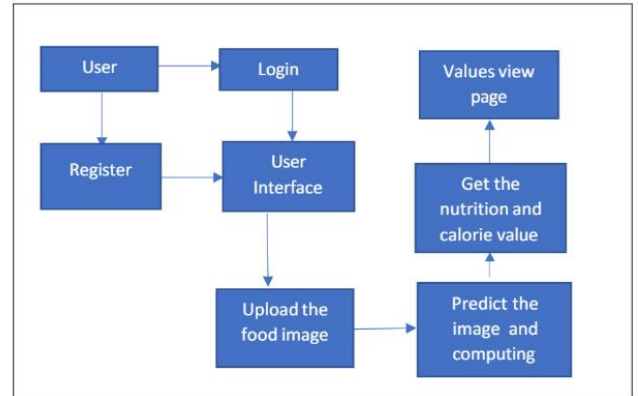 User
Login
Register
User
Interface
Upload the
food image
Predict the
image and
computing
Get the
nutrition and
calorie value
Values view
page